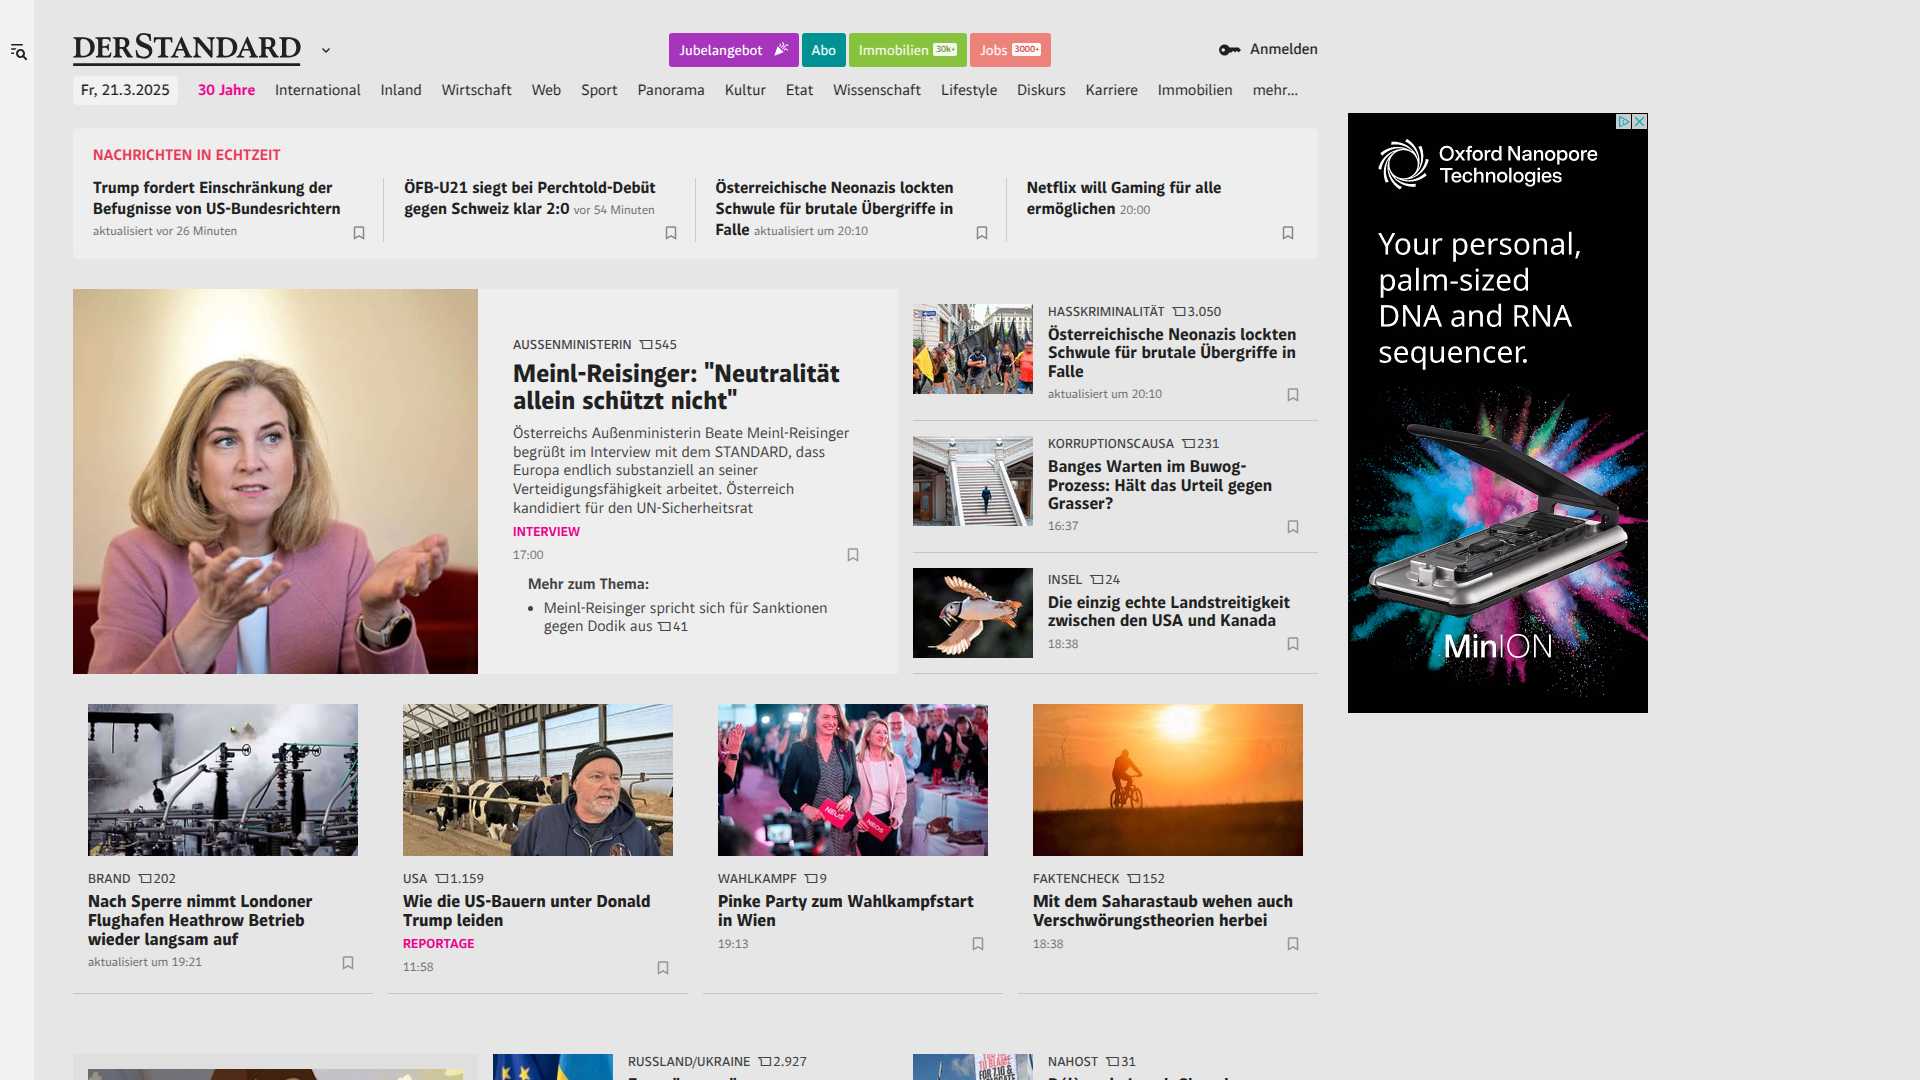 DERSTANDARD
Jubelangebot
Abo
Immobilien 30k+
Jobs 3000+
Anmelden
Fr, 21.3.2025 30 Jahre International Inland Wirtschaft Web Sport Panorama Kultur Etat Wissenschaft Lifestyle Diskurs Karriere Immobilien mehr...
NACHRICHTEN IN ECHTZEIT
Trump fordert Einschränkung der
Befugnisse von US-Bundesrichtern
aktualisiert vor 26 Minuten
ÖFB-U21 siegt bei Perchtold-Debüt
gegen Schweiz klar 2:0 vor 54 Minuten
Österreichische Neonazis lockten
Schwule für brutale Übergriffe in
Falle aktualisiert um 20:10
Netflix will Gaming für alle
ermöglichen 20:00
AUSSENMINISTERIN 545
Meinl-Reisinger: "Neutralität
allein schützt nicht"
Österreichs Außenministerin Beate Meinl-Reisinger
begrüßt im Interview mit dem STANDARD, dass
Europa endlich substanziell an seiner
Verteidigungsfähigkeit arbeitet. Österreich
kandidiert für den UN-Sicherheitsrat
INTERVIEW
17:00
Mehr zum Thema:
Meinl-Reisinger spricht sich für Sanktionen
gegen Dodik aus 41
HASSKRIMINALITÄT 3.050
Österreichische Neonazis lockten
Schwule für brutale Übergriffe in
Falle
aktualisiert um 20:10
KORRUPTIONSCAUSA 231
Banges Warten im Buwog-
Prozess: Hält das Urteil gegen
Grasser?
16:37
INSEL 24
Die einzig echte Landstreitigkeit
zwischen den USA und Kanada
18:38
Oxford Nanopore
Technologies
Your personal,
palm-sized
DNA and RNA
sequencer.
MinION
NEOS
NEOS
BRAND 202
Nach Sperre nimmt Londoner
Flughafen Heathrow Betrieb
wieder langsam auf
aktualisiert um 19:21
USA 1.159
Wie die US-Bauern unter Donald
Trump leiden
REPORTAGE
11:58
WAHLKAMPF 9
Pinke Party zum Wahlkampfstart
in Wien
19:13
FAKTENCHECK 152
Mit dem Saharastaub wehen auch
Verschwörungstheorien herbei
18:38
RUSSLAND/UKRAINE 2.927
NAHOST 31